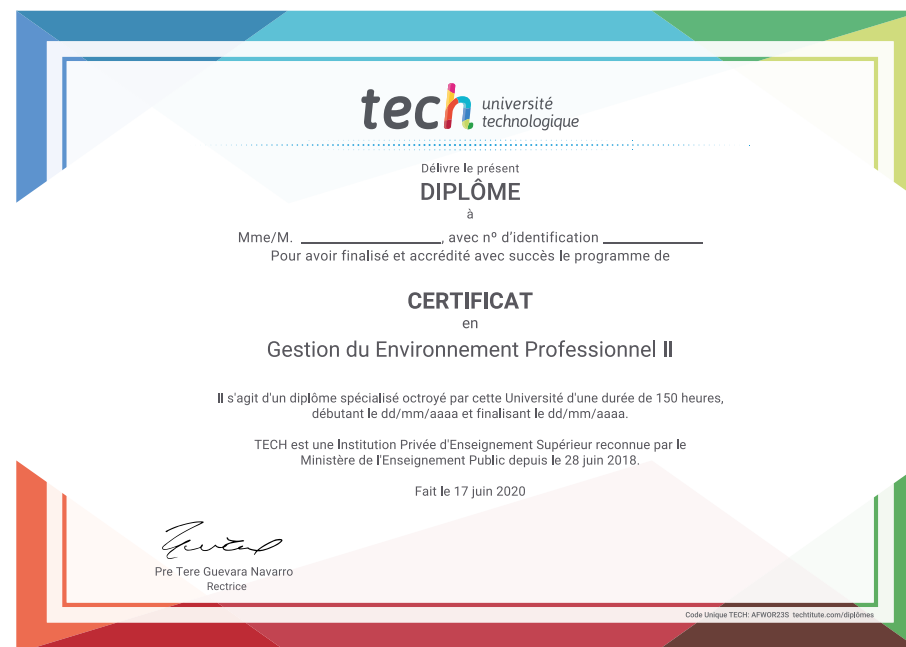 tech université
technologique
Délivre le présent
DIPLÔME
à
Mme/M. ____________________, avec nº d'identification ______________
Pour avoir finalisé et accrédité avec succès le programme de
CERTIFICAT
en
Gestion du Environnement Professionnel II
Il s'agit d'un diplôme spécialisé octroyé par cette Université d'une durée de 150 heures,
débutant le dd/mm/aaaa et finalisant le dd/mm/aaaa.
TECH est une Institution Privée d'Enseignement Supérieur reconnue par le
Ministère de l'Enseignement Public depuis le 28 juin 2018.
Fait le 17 juin 2020
Pre Tere Guevara Navarro
Rectrice
Code Unique TECH: AFWOR23S techtitute.com/diplômes